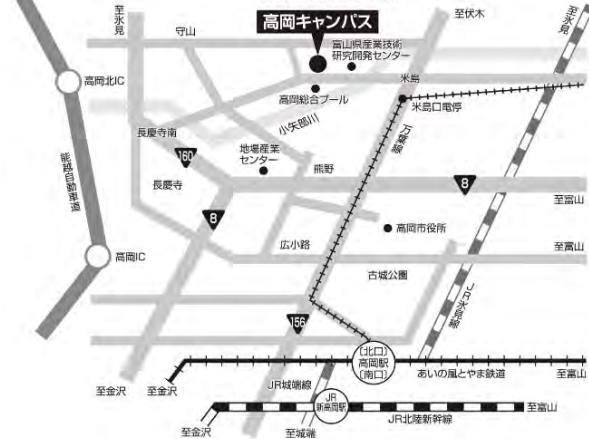 至氷見
守山
高岡キャンパス
至伏木
至氷見
富山県産業技術
研究開発センター
高岡北IC
高岡総合プール
米島
米島口電停
小矢部川
万葉線
長慶寺南
160
地場産業
センター
熊野
能越自動車道
長慶寺
8
8
至富山
高岡市役所
広小路
至富山
高岡IC
古城公園
JR氷見線
156
[北口]
高岡駅
[南口]
あいの風とやま鉄道
至金沢
至金沢
JR城端線
至富山
JR
新高岡駅
至富山
JR北陸新幹線
至金沢
至城端